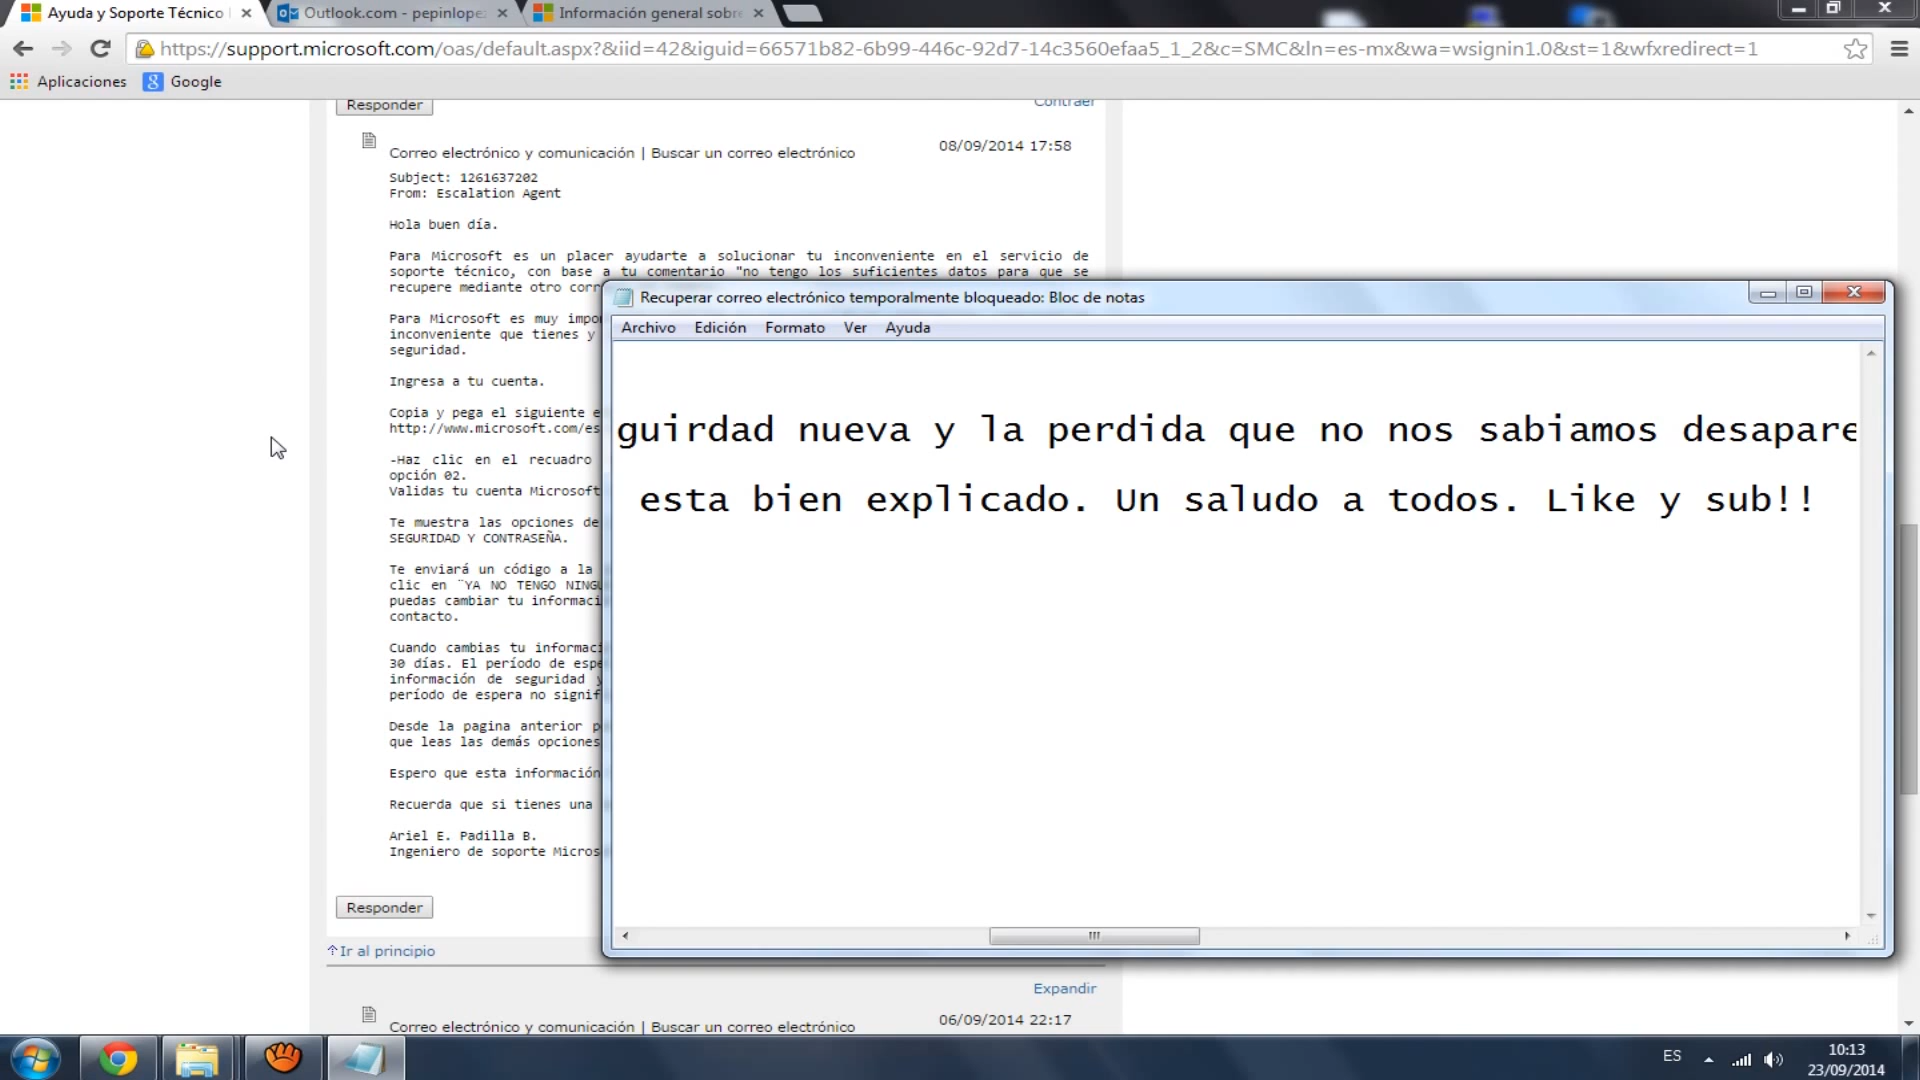 Ayuda y Soporte Técnico
Outlook.com - pepinlope
Información general sobre
https://support.microsoft.com/oas/default.aspx?&iid=42&iguid=66571b82-6b99-446c-92d7-14c3560efaa5_1_2&c=SMC&ln=es-mx&wa=wsignin1.0&st=1&wfxredirect=1
Aplicaciones
Google
Responder
Contraer
Correo electrónico y comunicación | Buscar un correo electrónico
08/09/2014 17:58
Subject: 1261637202
From: Escalation Agent
Hola buen día.
Para Microsoft es un placer ayudarte a solucionar tu inconveniente en el servicio de
soporte técnico, con base a tu comentario "no tengo los suficientes datos para que se
recupere mediante otro corr
Para Microsoft es muy impo
inconveniente que tienes y
seguridad.
Ingresa a tu cuenta.
Copia y pega el siguiente e
http://www.microsoft.com/es
-Haz clic en el recuadro
opción 02.
Validas tu cuenta Microsoft
Te muestra las opciones de
SEGURIDAD Y CONTRASEÑA.
Te enviará un código a la
clic en ¨YA NO TENGO NINGU
puedas cambiar tu informaci
contacto.
Cuando cambias tu informaci
30 días. El período de espe
información de seguridad y
período de espera no signif
Desde la pagina anterior p
que leas las demás opciones
Espero que esta información
Recuerda que si tienes una
Ariel E. Padilla B.
Ingeniero de soporte Micros
Responder
Ir al principio
Expandir
Correo electrónico y comunicación | Buscar un correo electrónico
06/09/2014 22:17
Recuperar correo electrónico temporalmente bloqueado: Bloc de notas
Archivo Edición Formato Ver Ayuda
guirdad nueva y la perdida que no nos sabiamos desapare
esta bien explicado. Un saludo a todos. Like y sub!!
ES
10:13
23/09/2014